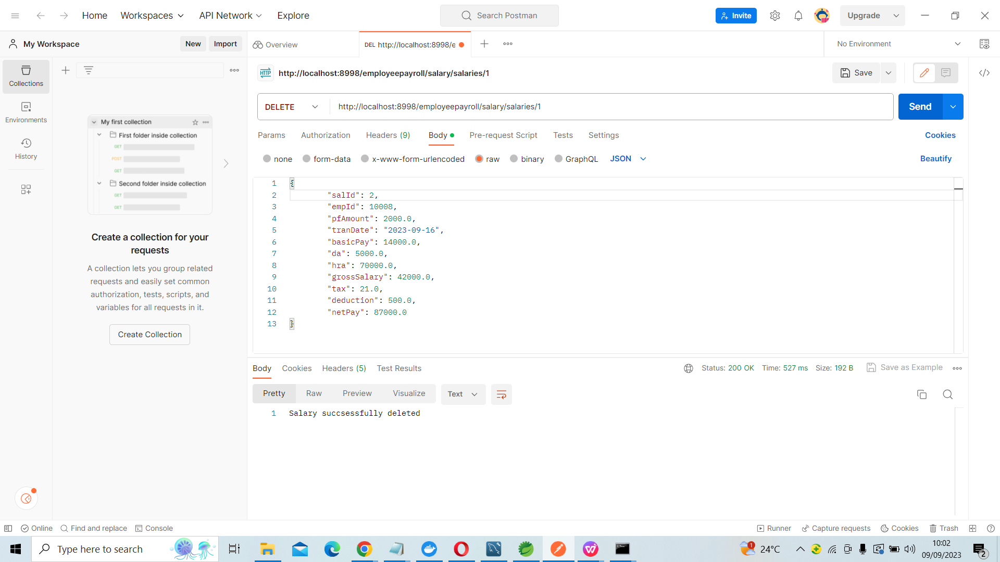 Home
Workspaces
API Network
Explore
Search Postman
Invite
Upgrade
My Workspace
New
Import
Overview
DEL http://localhost:8998/e
No Environment
Collections
Environments
History
My first collection
First folder inside collection
GET
POST
GET
Second folder inside collection
GET
GET
Create a collection for your
requests
A collection lets you group related
requests and easily set common
authorization, tests, scripts, and
variables for all requests in it.
Create Collection
HTTP
http://localhost:8998/employeepayroll/salary/salaries/1
Save
DELETE
http://localhost:8998/employeepayroll/salary/salaries/1
Send
Params
Authorization
Headers (9)
Body
Pre-request Script
Tests
Settings
Cookies
none
form-data
x-www-form-urlencoded
raw
binary
GraphQL
JSON
Beautify
1 {
2 "salId": 2,
3 "empId": 10008,
4 "pfAmount": 2000.0,
5 "tranDate": "2023-09-16",
6 "basicPay": 14000.0,
7 "da": 5000.0,
8 "hra": 70000.0,
9 "grossSalary": 42000.0,
10 "tax": 21.0,
11 "deduction": 500.0,
12 "netPay": 87000.0
13 }
Body
Cookies
Headers (5)
Test Results
Status: 200 OK
Time: 527 ms
Size: 192 B
Save as Example
Pretty
Raw
Preview
Visualize
Text
1 Salary succsessfully deleted
Online
Find and replace
Console
Runner
Capture requests
Cookies
Trash
Type here to search
1
24°C
10:02
09/09/2023
2